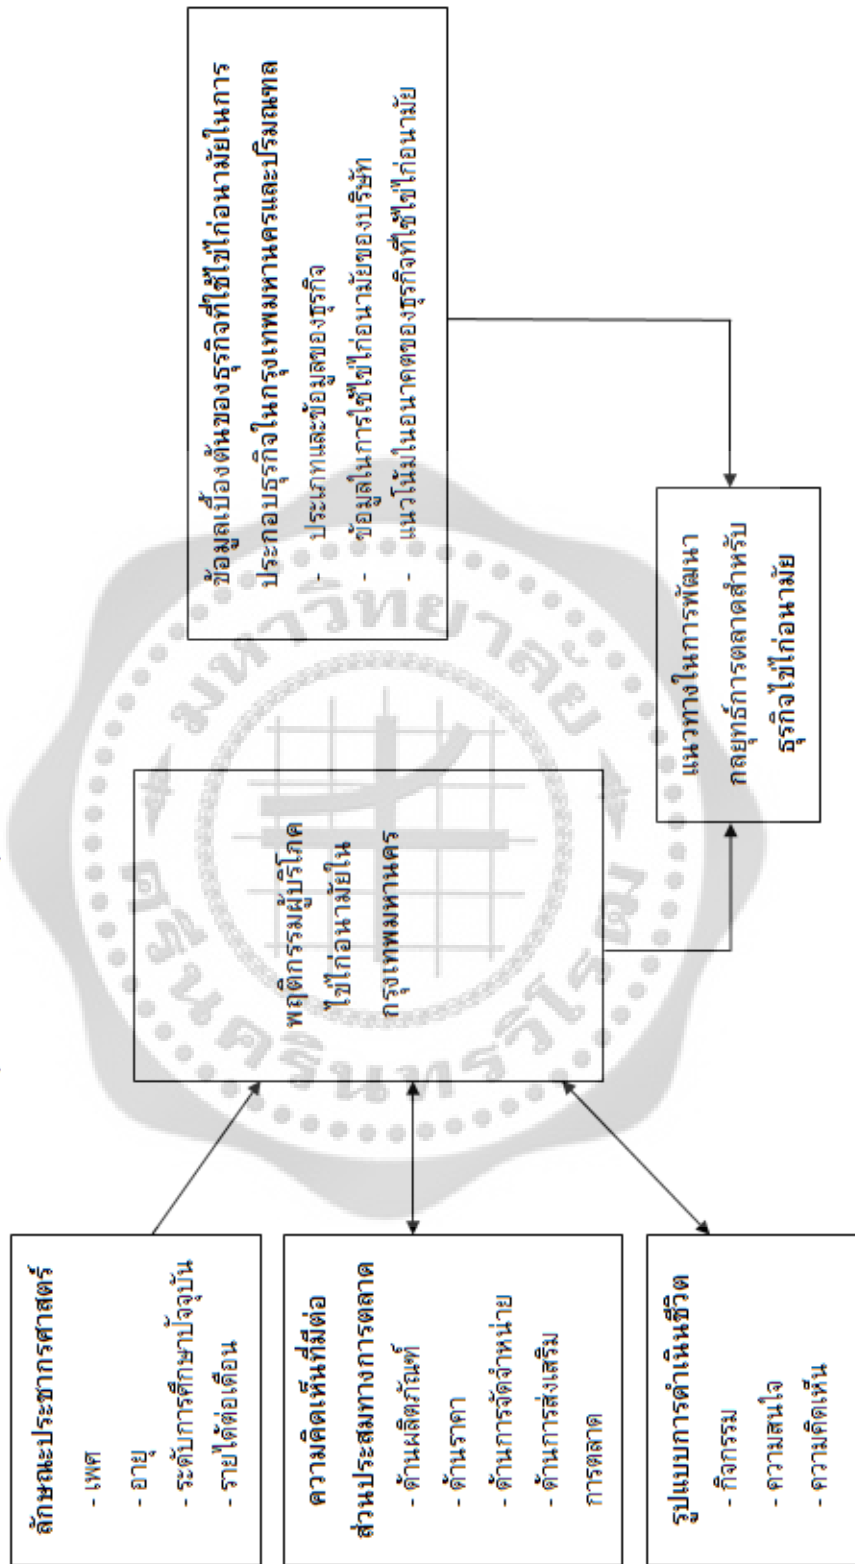 ลักษณะประชากรศาสตร์
- เพศ
- อายุ
- ระดับการศึกษาปัจจุบัน
- รายได้ต่อเดือน
ความคิดเห็นที่มีต่อ
ส่วนประสมทางการตลาด
- ด้านผลิตภัณฑ์
- ด้านราคา
- ด้านการจัดจำหน่าย
- ด้านการส่งเสริม
การตลาด
รูปแบบการดำเนินชีวิต
- กิจกรรม
- ความสนใจ
- ความคิดเห็น
พฤติกรรมผู้บริโภค
ไข่ไก่อนามัยใน
กรุงเทพมหานคร
ข้อมูลเบื้องต้นของธุรกิจที่ใช้ไข่ไก่อนามัยในการ
ประกอบธุรกิจในกรุงเทพมหานครและปริมณฑล
- ประเภทและข้อมูลของธุรกิจ
- ข้อมูลในการใช้ไข่ไก่อนามัยของบริษัท
- แนวโน้มในอนาคตของธุรกิจที่ใช้ไข่ไก่อนามัย
แนวทางในการพัฒนา
กลยุทธ์การตลาดสำหรับ
ธุรกิจไข่ไก่อนามัย
มหาวิทยาลัย
ศรีนครินทรวิโรฒ